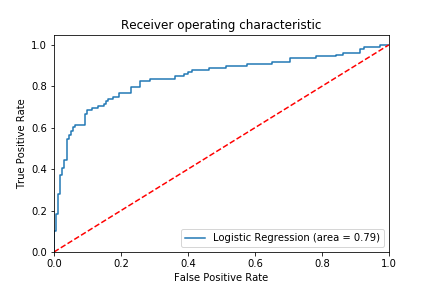 Receiver operating characteristic
True Positive Rate
1.0
0.8
0.6
0.4
0.2
0.0
Logistic Regression (area = 0.79)
0.0 0.2 0.4 0.6 0.8 1.0
False Positive Rate